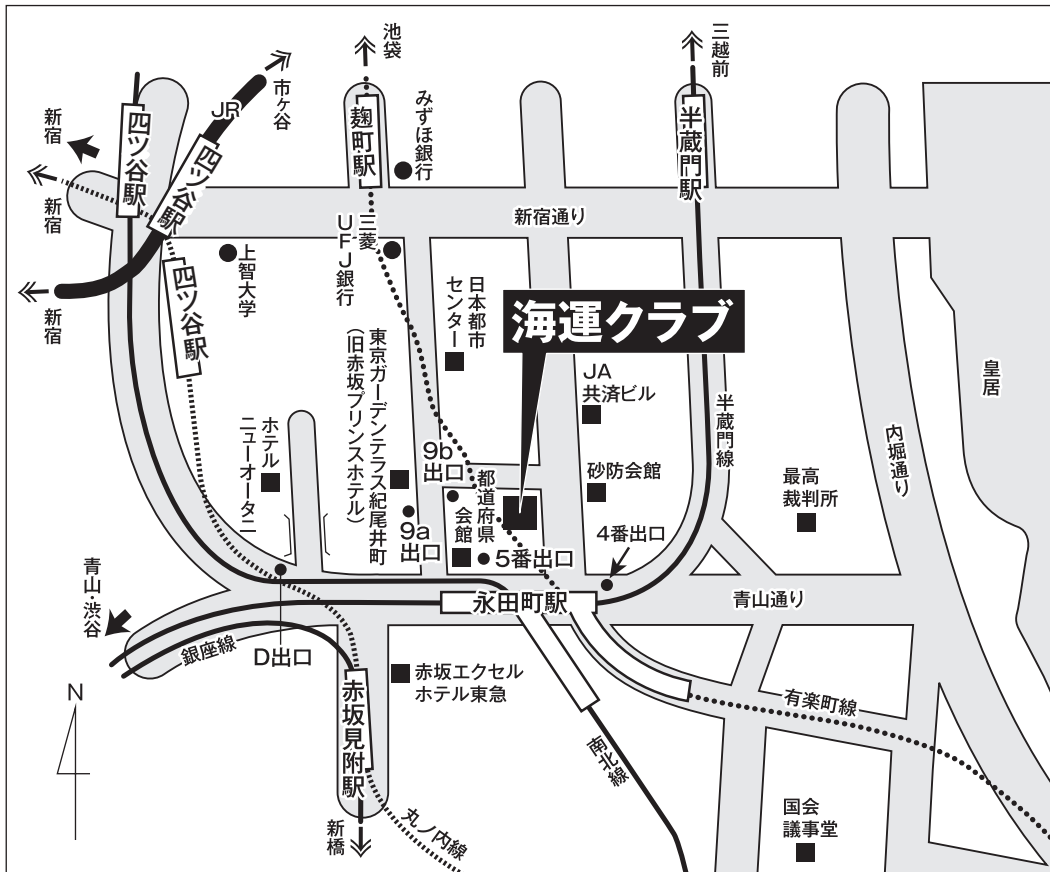 池袋
三越前
市ヶ谷
JR
新宿
四ツ谷駅
四ツ谷駅
麹町駅
みずほ銀行
半蔵門駅
新宿
新宿通り
三菱
UFJ銀行
上智大学
新宿
四ツ谷駅
日本都市
センター
海運クラブ
東京ガーデンテラス紀尾井町
(旧赤坂プリンスホテル)
JA
共済ビル
皇居
半蔵門線
内堀通り
ホテル
ニューオータニ
9b
出口
都道府県
会館
砂防会館
最高
裁判所
9a
出口
5番出口
4番出口
青山・渋谷
永田町駅
青山通り
銀座線
D出口
赤坂エクセル
ホテル東急
N
赤坂見附駅
有楽町線
南北線
新橋
丸ノ内線
国会
議事堂